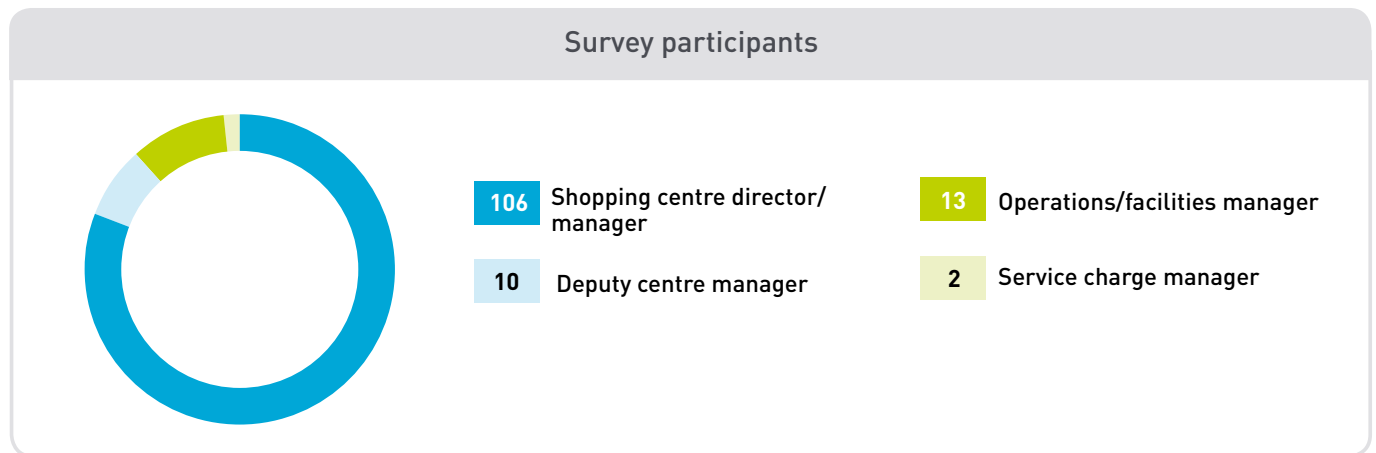 Survey participants
106
Shopping centre director/
manager
10
Deputy centre manager
13
Operations/facilities manager
2
Service charge manager